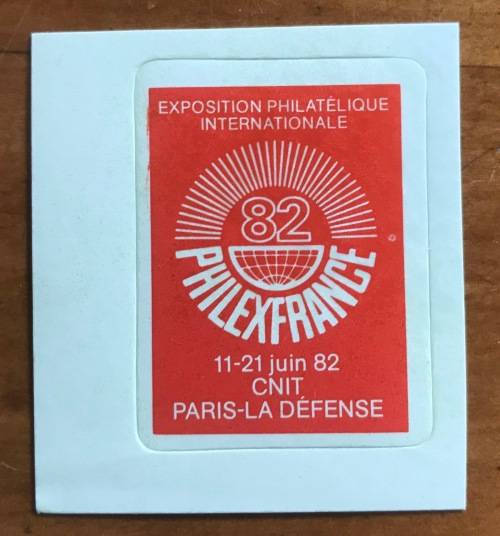 EXPOSITION PHILATÉLIQUE
INTERNATIONALE
82
PHILEXFRANCE
11-21 juin 82
CNIT
PARIS-LA DÉFENSE